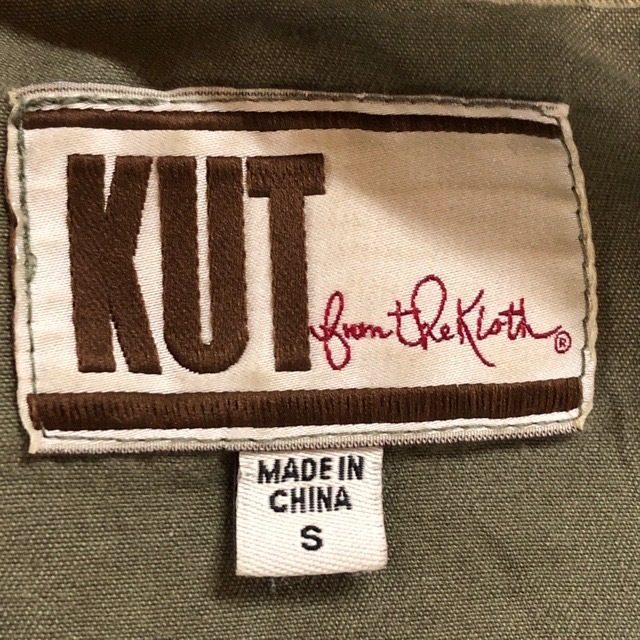 KUT from the Kloth®
MADE IN
CHINA
S